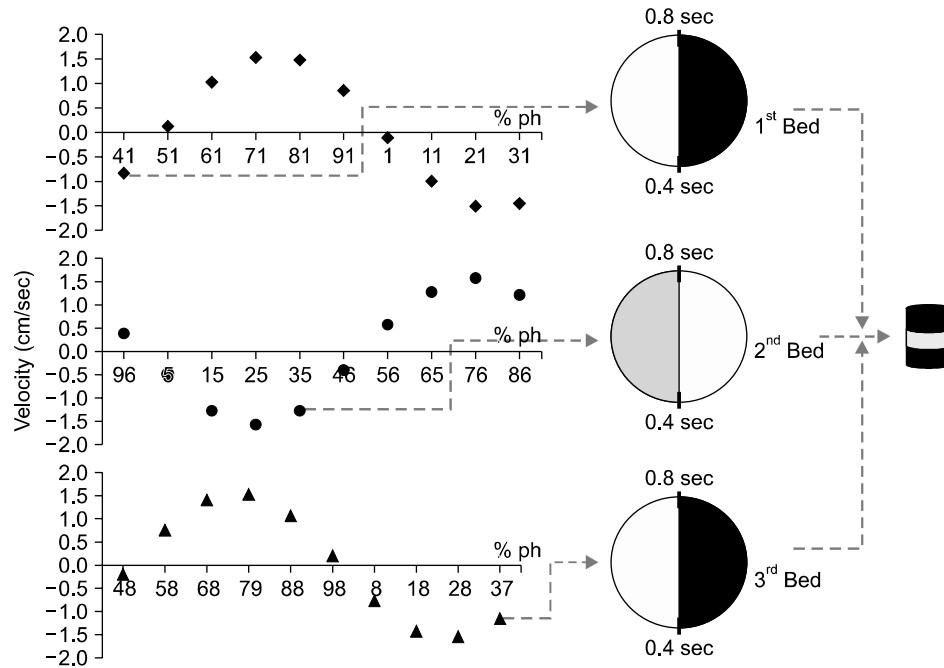 0.8 sec
2.0
1.5
1.0
0.5
0.0
−0.5
−1.0
−1.5
−2.0
% ph
41 51 61 71 81 91 1 11 21 31
1st Bed
0.4 sec
Velocity (cm/sec)
0.8 sec
2.0
1.5
1.0
0.5
0.0
−0.5
−1.0
−1.5
−2.0
% ph
96 5 15 25 35 46 56 65 76 86
2nd Bed
0.4 sec
0.8 sec
2.0
1.5
1.0
0.5
0.0
−0.5
−1.0
−1.5
−2.0
% ph
48 58 68 79 88 98 8 18 28 37
3rd Bed
0.4 sec